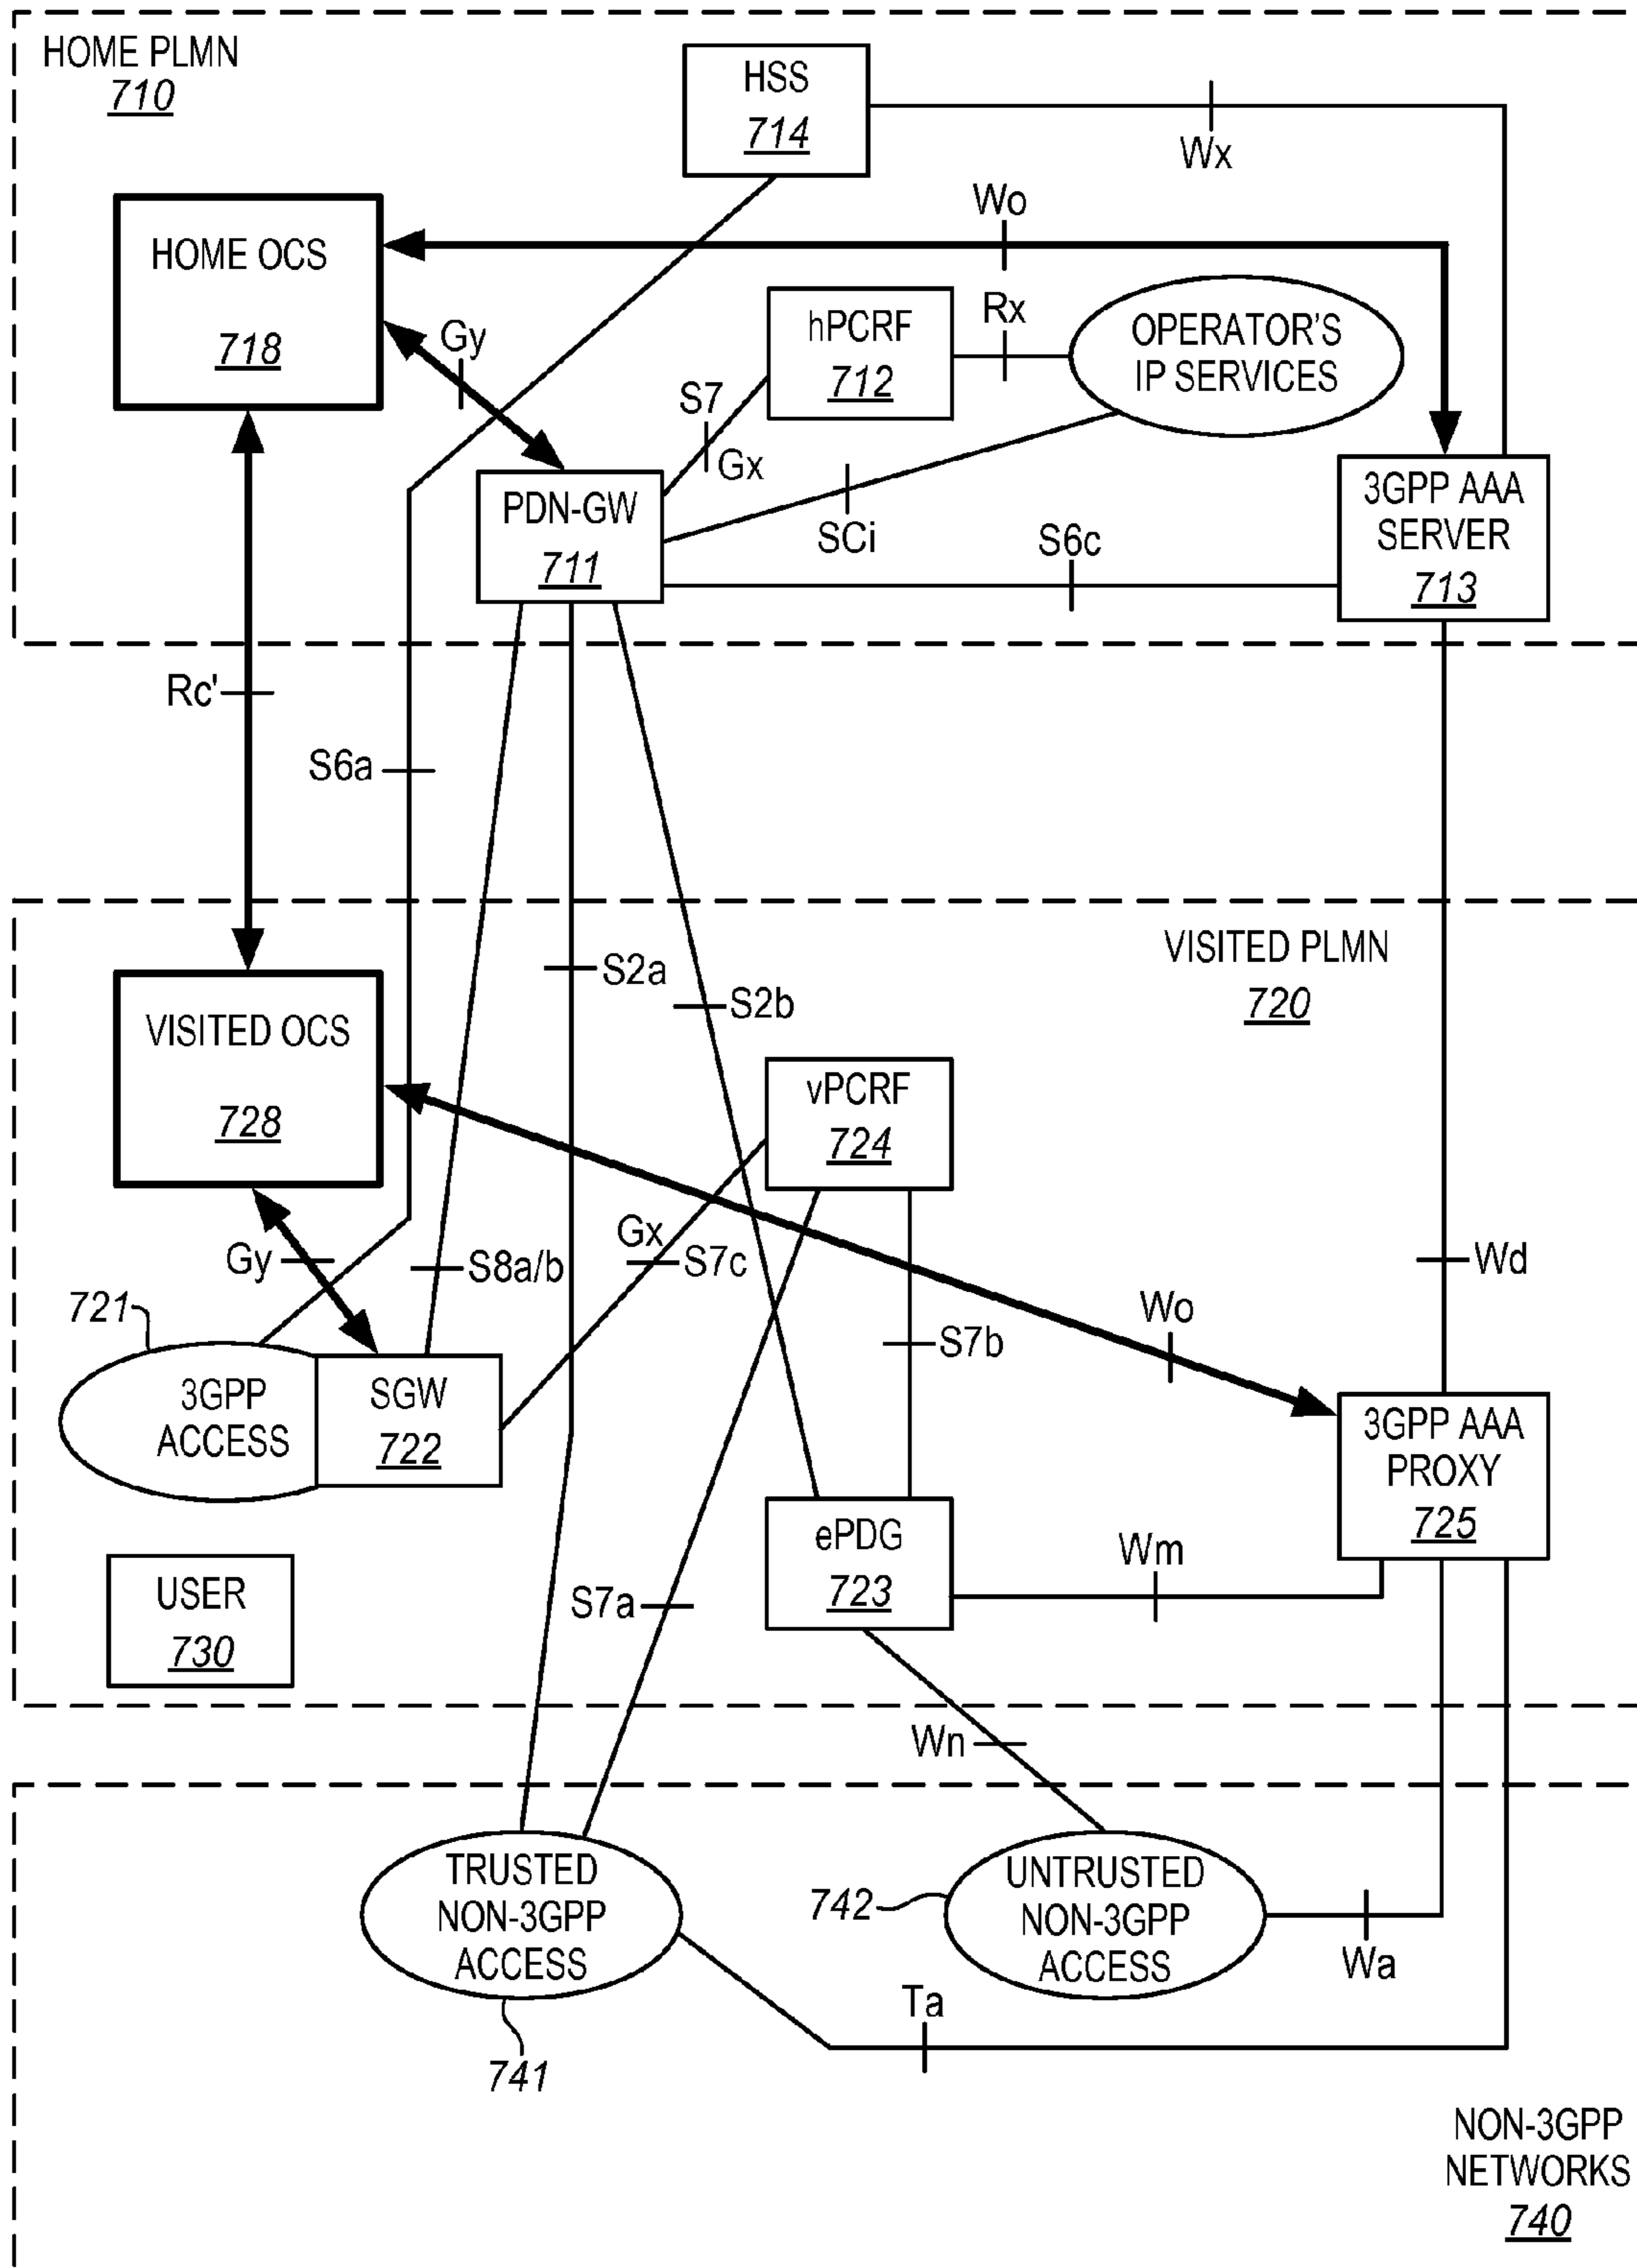 HOME PLMN
710
HSS
714
Wx
Wo
HOME OCS
718
Gy
hPCRF
712
Rx
OPERATOR'S
IP SERVICES
S7
Gx
PDN-GW
711
SCi
S6c
3GPP AAA
SERVER
713
Rc'
S6a
VISITED PLMN
720
S2a
S2b
VISITED OCS
728
vPCRF
724
Gy
S8a/b
Gx
S7c
Wd
721
Wo
S7b
3GPP
ACCESS
SGW
722
3GPP AAA
PROXY
725
ePDG
723
Wm
USER
730
S7a
Wn
TRUSTED
NON-3GPP
ACCESS
741
742
UNTRUSTED
NON-3GPP
ACCESS
Wa
Ta
NON-3GPP
NETWORKS
740